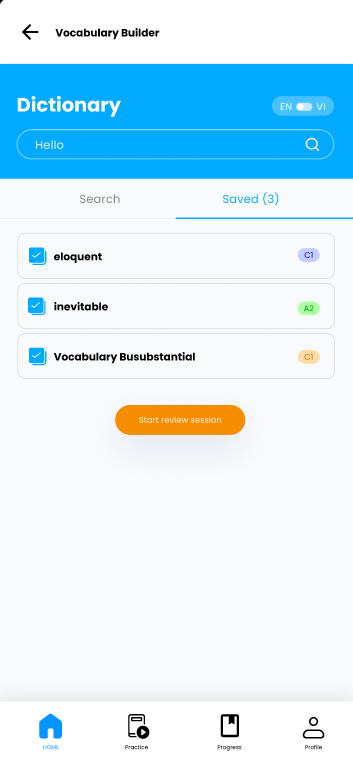 Vocabulary Builder
Dictionary
EN VI
Hello
Search Saved (3)
eloquent C1
inevitable A2
Vocabulary Busubstantial C1
Start review session
HOME Practice Progress Profile